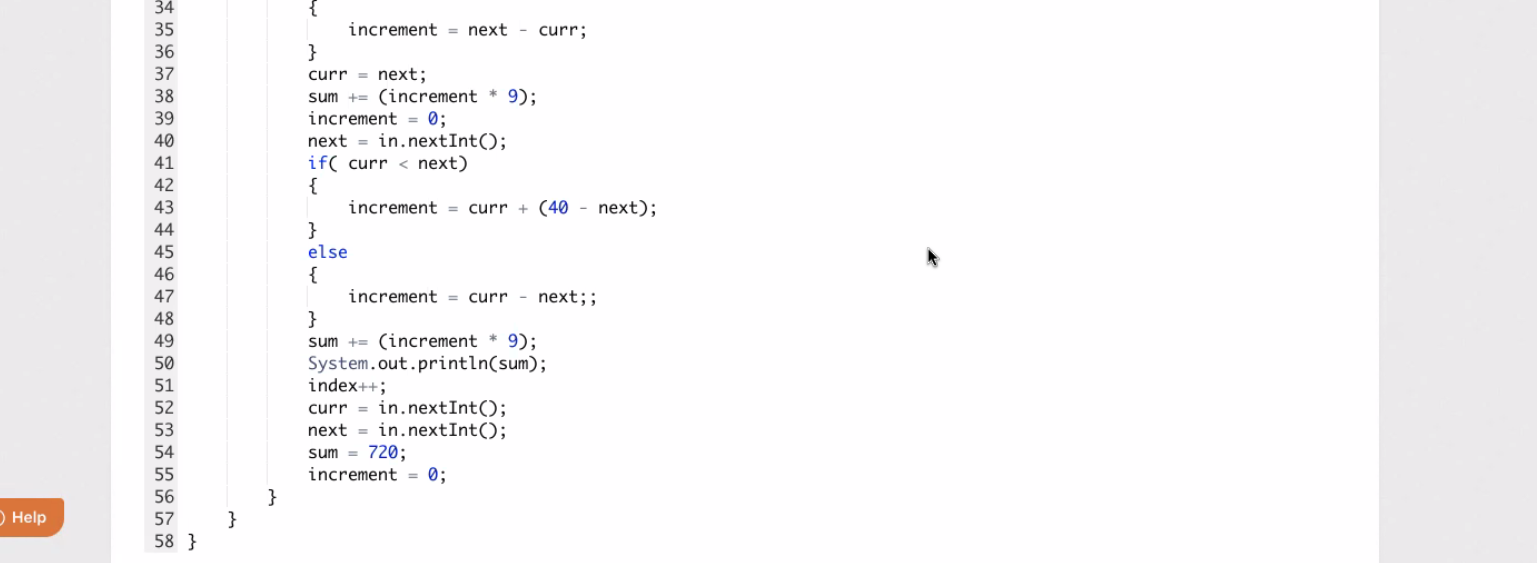 34 {
35 increment = next - curr;
36 }
37 curr = next;
38 sum += (increment * 9);
39 increment = 0;
40 next = in.nextInt();
41 if( curr < next)
42 {
43 increment = curr + (40 - next);
44 }
45 else
46 {
47 increment = curr - next;;
48 }
49 sum += (increment * 9);
50 System.out.println(sum);
51 index++;
52 curr = in.nextInt();
53 next = in.nextInt();
54 sum = 720;
55 increment = 0;
56 }
57 }
58 }
Help